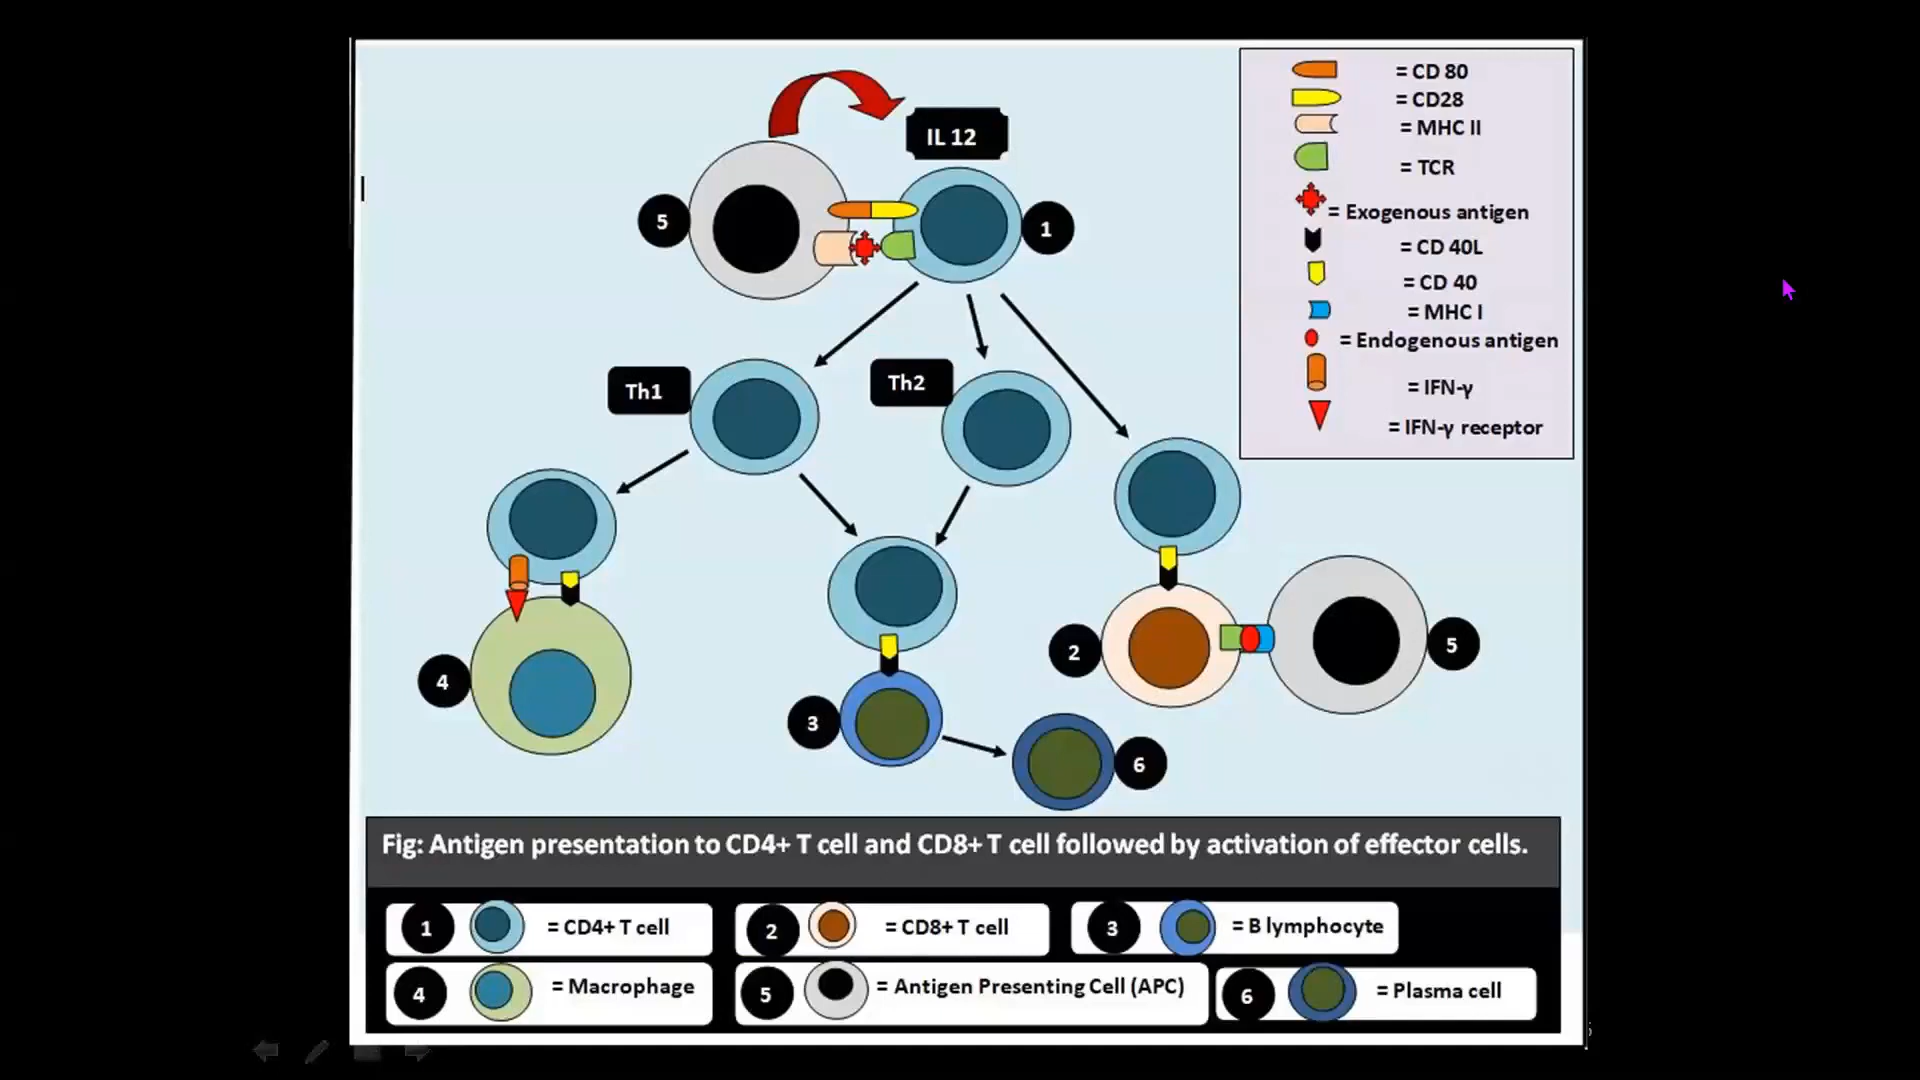 = CD 80
= CD28
= MHC II
= TCR
= Exogenous antigen
= CD 40L
= CD 40
= MHC I
= Endogenous antigen
= IFN-γ
= IFN-γ receptor
IL 12
5
1
Th1
Th2
4
3
2
5
6
Fig: Antigen presentation to CD4+ T cell and CD8+ T cell followed by activation of effector cells.
1 = CD4+ T cell
2 = CD8+ T cell
3 = B lymphocyte
4 = Macrophage
5 = Antigen Presenting Cell (APC)
6 = Plasma cell